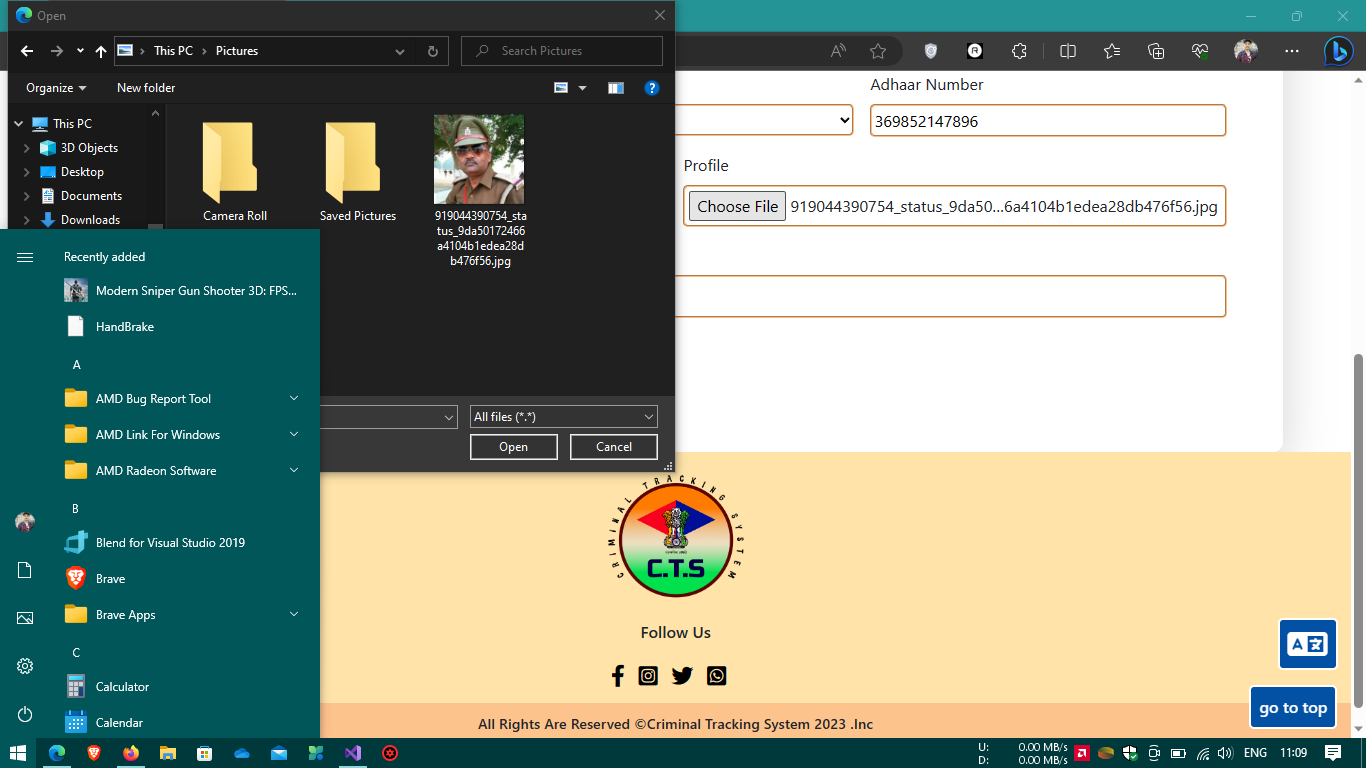 Open
This PC
Pictures
Search Pictures
Organize
New folder
This PC
3D Objects
Desktop
Documents
Downloads
Camera Roll
Saved Pictures
919044390754_sta
tus_9da50172466
a4104b1edea28d
b476f56.jpg
All files (*.*)
Open
Cancel
Adhaar Number
369852147896
Profile
Choose File 919044390754_status_9da50...6a4104b1edea28db476f56.jpg
Recently added
Modern Sniper Gun Shooter 3D: FPS...
HandBrake
A
AMD Bug Report Tool
AMD Link For Windows
AMD Radeon Software
B
Blend for Visual Studio 2019
Brave
Brave Apps
C
Calculator
Calendar
CRIMINAL TRACKING SYSTEM
C.T.S
Follow Us
A
go to top
All Rights Are Reserved ©Criminal Tracking System 2023 .Inc
U: 0.00 MB/s
D: 0.00 MB/s
ENG
11:09